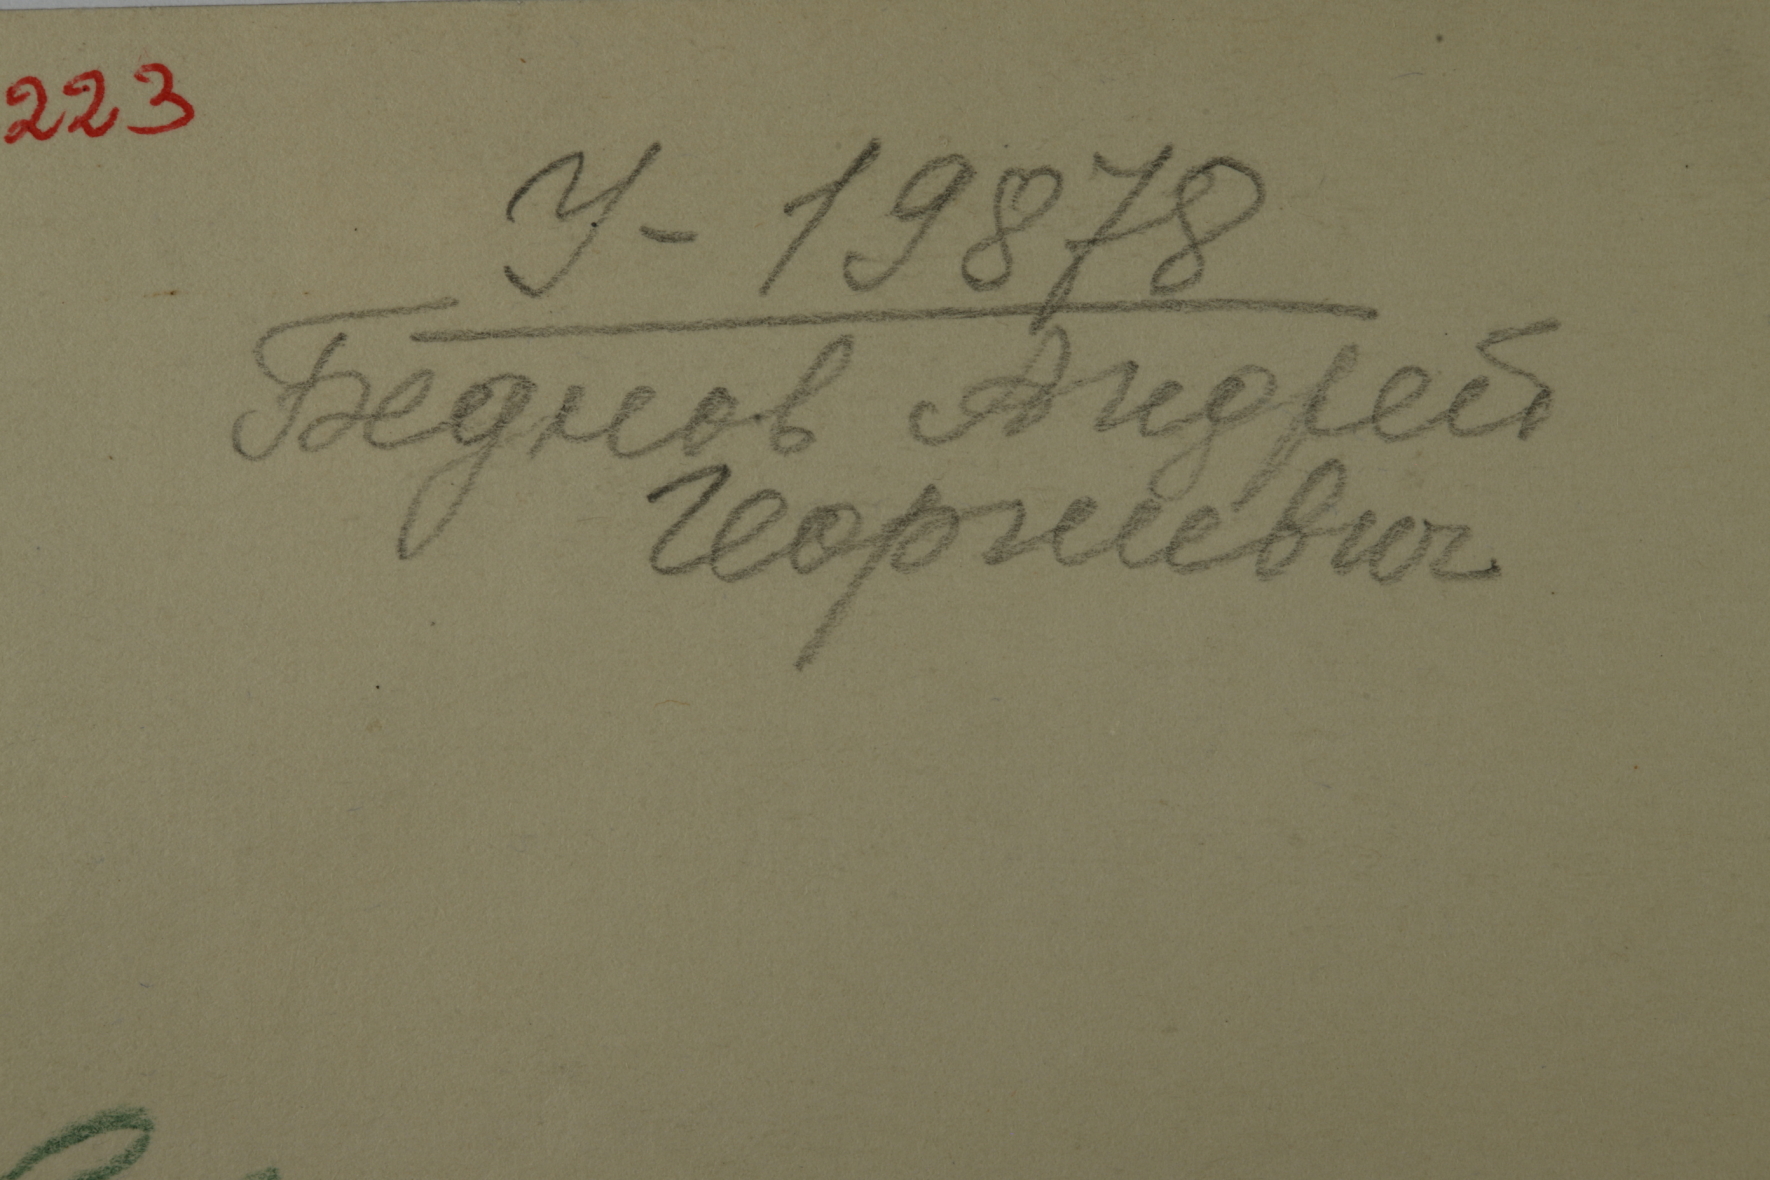 223
У-19878
Беднов Андрей
Георгиевич